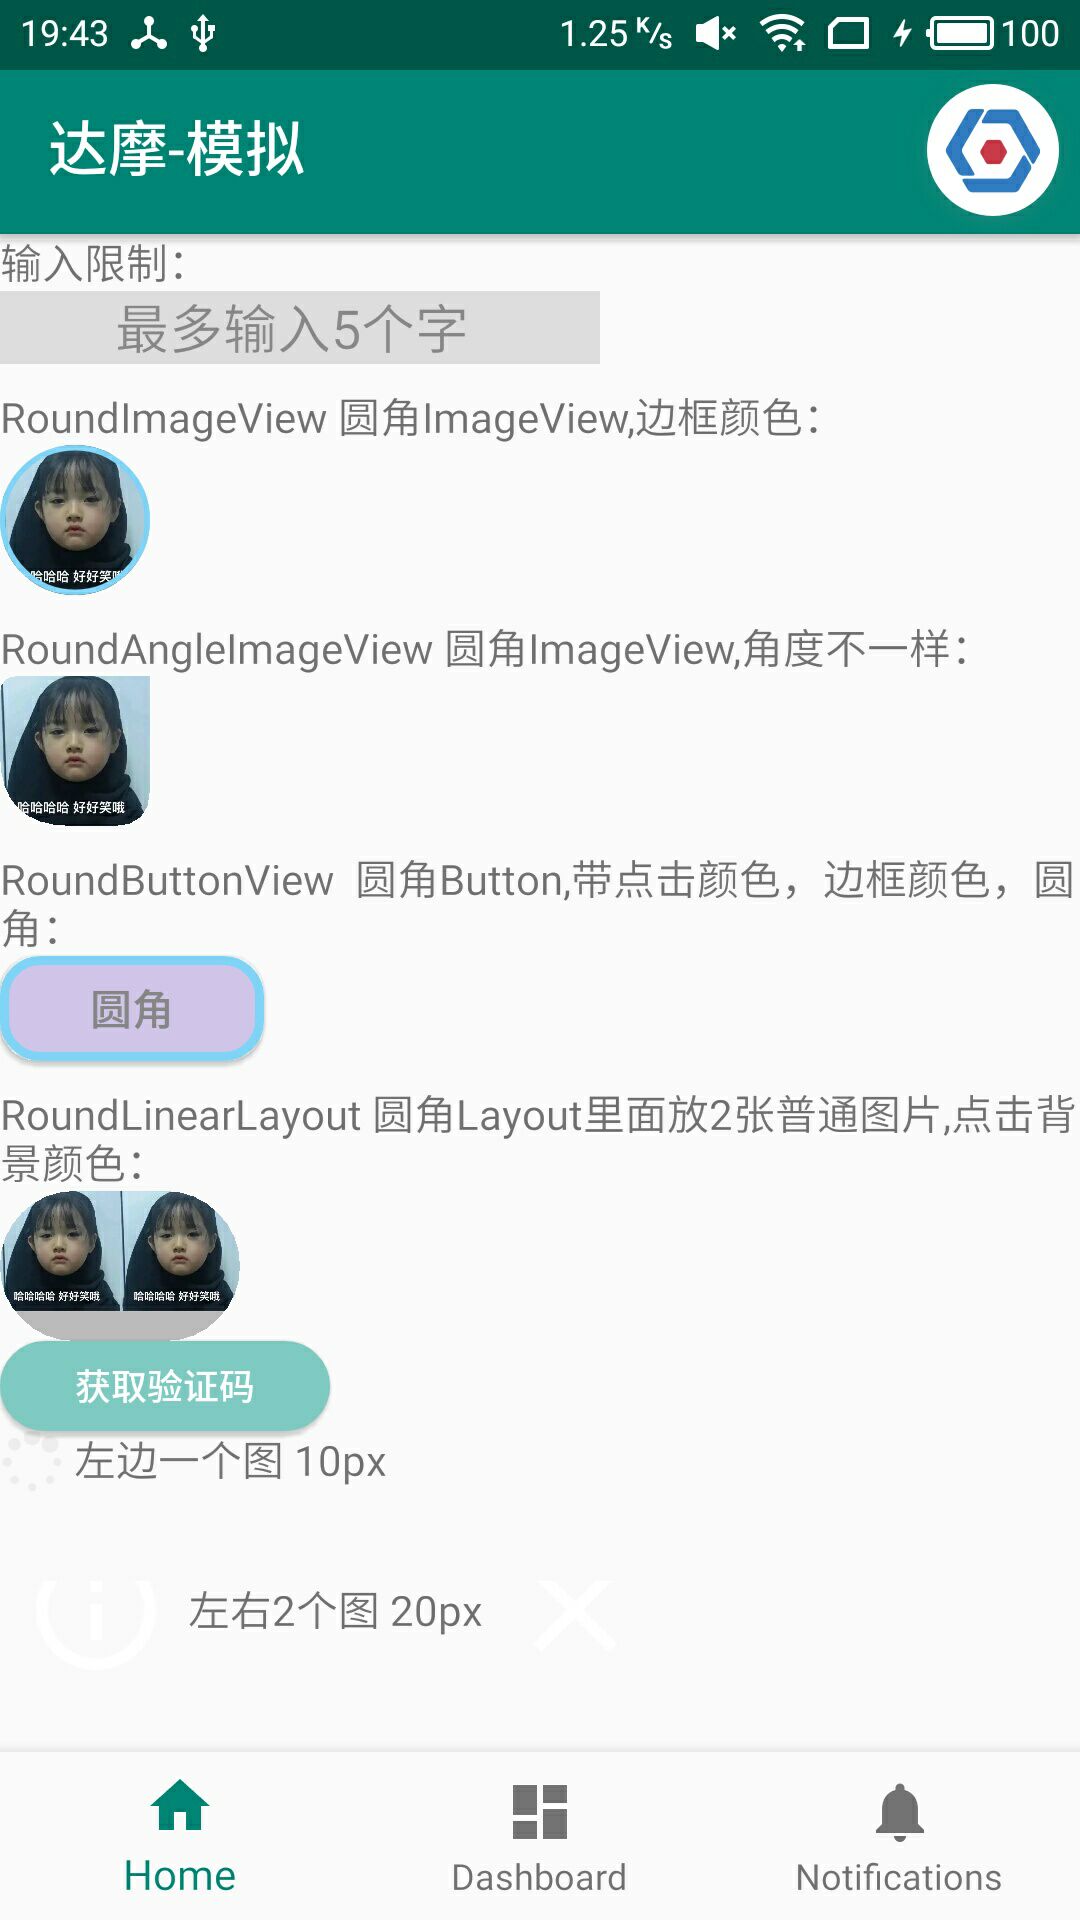 19:43
1.25 K/s
100
达摩-模拟
输入限制：
最多输入5个字
RoundImageView 圆角ImageView,边框颜色：
哈哈哈 好好笑哦
RoundAngleImageView 圆角ImageView,角度不一样：
哈哈哈哈 好好笑哦
RoundButtonView  圆角Button,带点击颜色，边框颜色，圆
角：
圆角
RoundLinearLayout 圆角Layout里面放2张普通图片,点击背
景颜色：
哈哈哈哈 好好笑哦 哈哈哈哈 好好笑哦
获取验证码
左边一个图 10px
左右2个图 20px
Home Dashboard Notifications